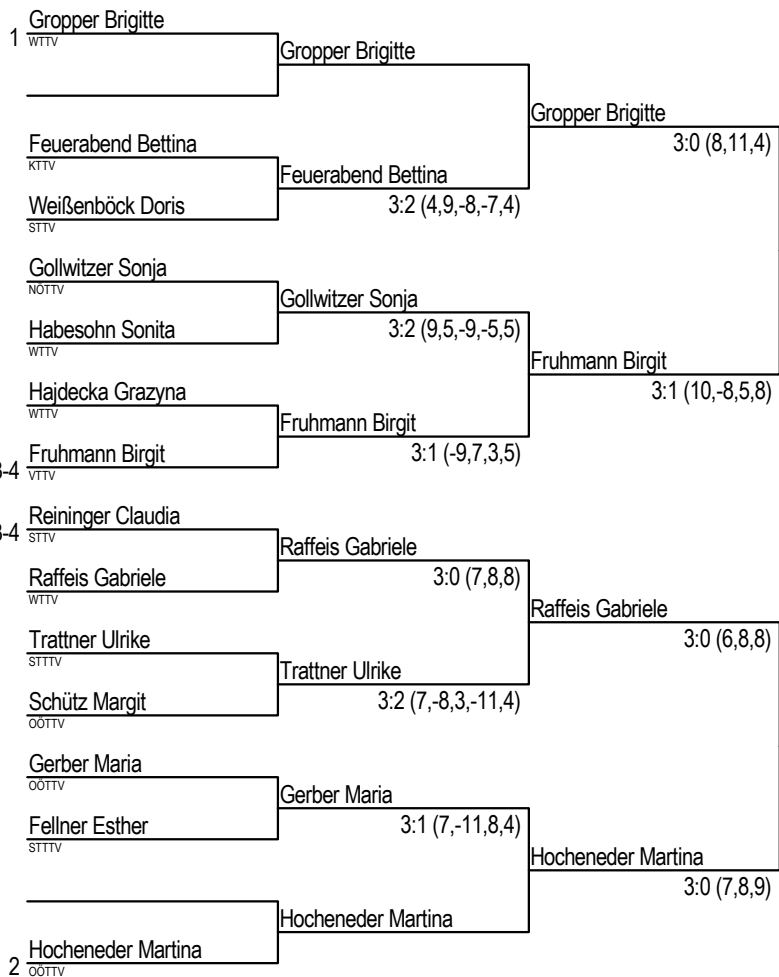 Gropper Brigitte
1
WTTV
Gropper Brigitte
Gropper Brigitte
3:0 (8,11,4)
Feuerabend Bettina
KTTV
Feuerabend Bettina
3:2 (4,9,-8,-7,4)
Weißenböck Doris
STTV
Gollwitzer Sonja
NÖTTV
Gollwitzer Sonja
3:2 (9,5,-9,-5,5)
Habesohn Sonita
WTTV
Fruhmann Birgit
3:1 (10,-8,5,8)
Hajdecka Grazyna
WTTV
Fruhmann Birgit
3:1 (-9,7,3,5)
Fruhmann Birgit
3-4
VTTV
Reininger Claudia
3-4
STTV
Raffeis Gabriele
3:0 (7,8,8)
Raffeis Gabriele
WTTV
Raffeis Gabriele
3:0 (6,8,8)
Trattner Ulrike
STTTV
Trattner Ulrike
3:2 (7,-8,3,-11,4)
Schütz Margit
OÖTTV
Gerber Maria
OÖTTV
Gerber Maria
3:1 (7,-11,8,4)
Fellner Esther
STTTV
Hocheneder Martina
3:0 (7,8,9)
Hocheneder Martina
Hocheneder Martina
2
OÖTTV